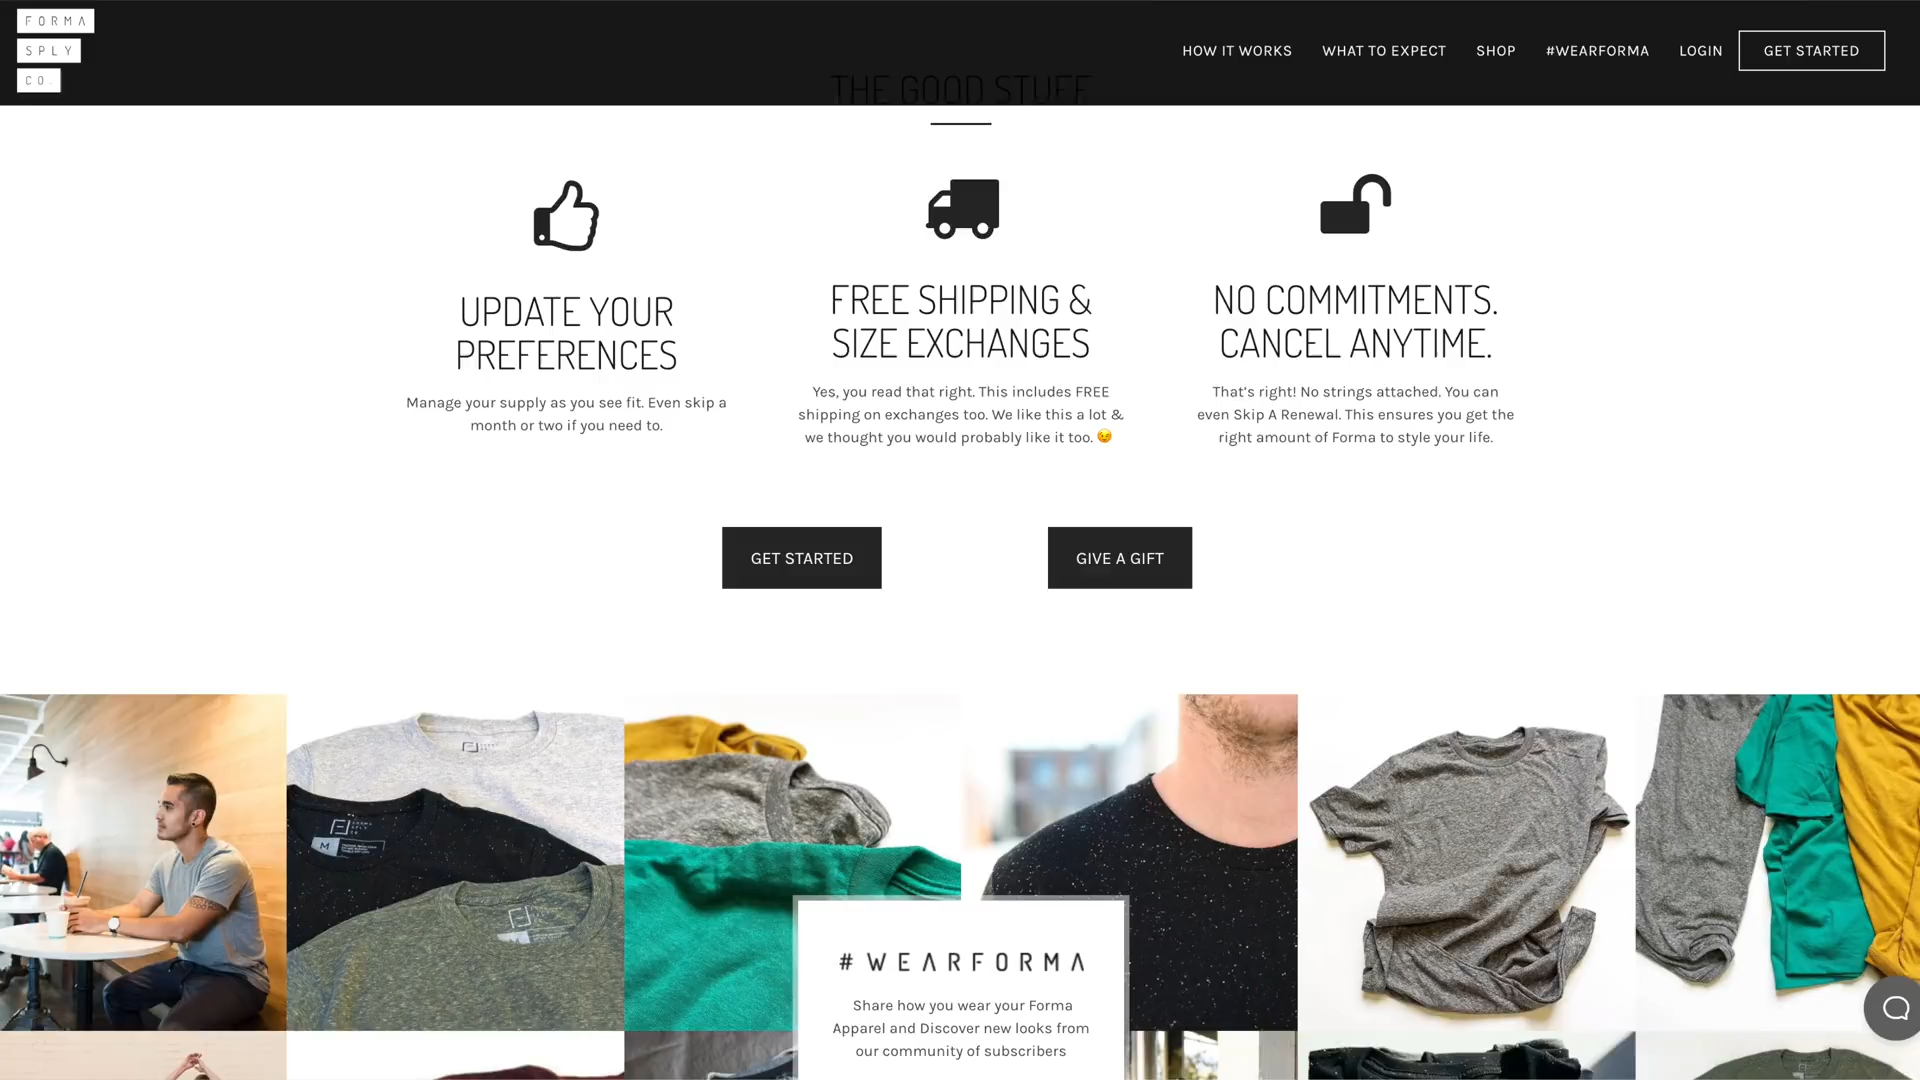 FORMA
SPLY
CO.
HOW IT WORKS
WHAT TO EXPECT
SHOP
#WEARFORMA
LOGIN
GET STARTED
THE GOOD STUFF
UPDATE YOUR
PREFERENCES
Manage your supply as you see fit. Even skip a
month or two if you need to.
FREE SHIPPING &
SIZE EXCHANGES
Yes, you read that right. This includes FREE
shipping on exchanges too. We like this a lot &
we thought you would probably like it too. 😉
NO COMMITMENTS.
CANCEL ANYTIME.
That's right! No strings attached. You can
even Skip A Renewal. This ensures you get the
right amount of Forma to style your life.
GET STARTED
GIVE A GIFT
FORMA
SPLY
M
#WEARFORMA
Share how you wear your Forma
Apparel and Discover new looks from
our community of subscribers